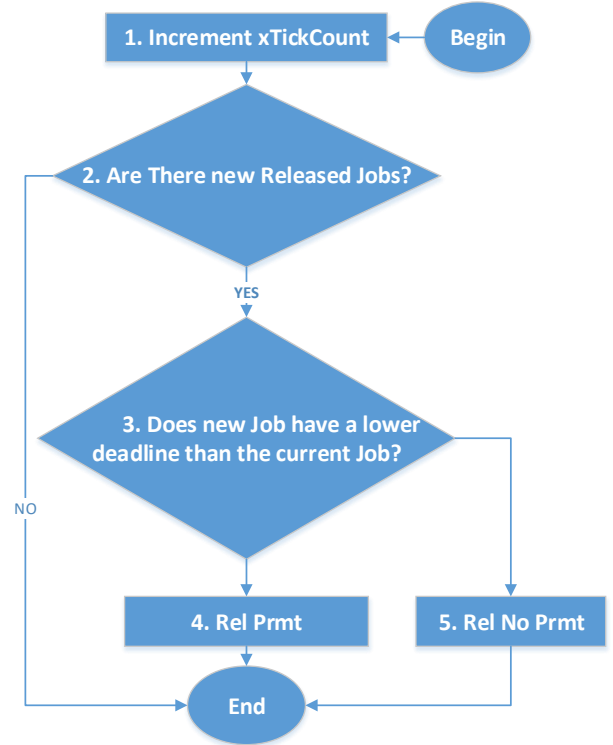 1. Increment xTickCount
Begin
2. Are There new Released Jobs?
YES
3. Does new Job have a lower
deadline than the current Job?
NO
4. Rel Prmt
5. Rel No Prmt
End